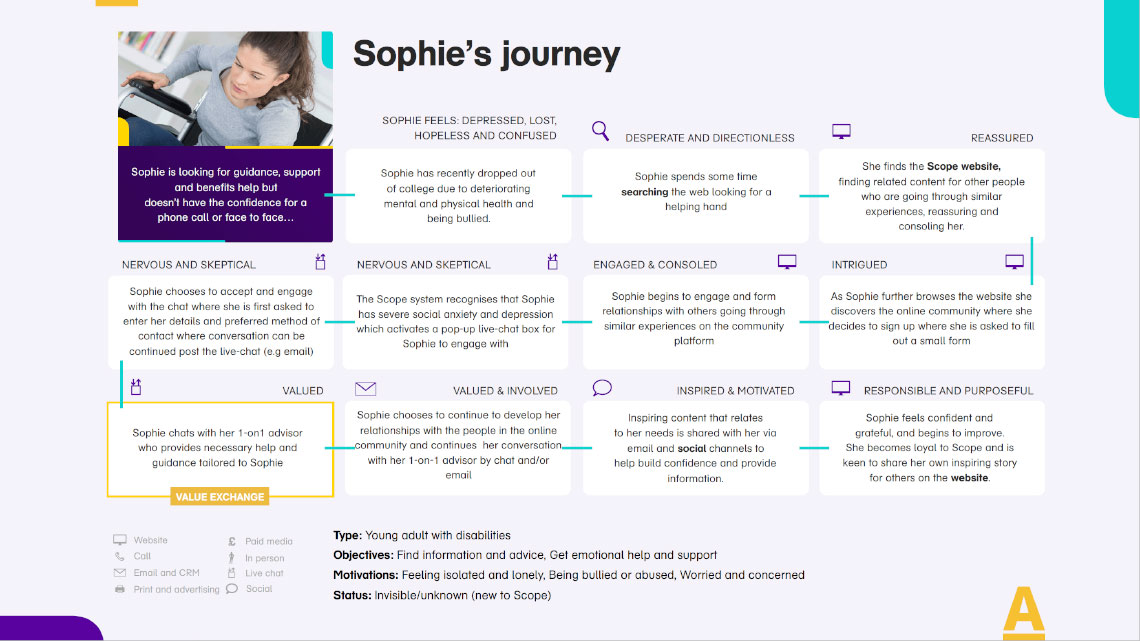 Sophie's journey
Sophie is looking for guidance, support
and benefits help but
doesn't have the confidence for a
phone call or face to face…
SOPHIE FEELS: DEPRESSED, LOST,
HOPELESS AND CONFUSED
Sophie has recently dropped out
of college due to deteriorating
mental and physical health and
being bullied.
DESPERATE AND DIRECTIONLESS
Sophie spends some time
searching the web looking for a
helping hand
REASSURED
She finds the Scope website,
finding related content for other people
who are going through similar
experiences, reassuring and
consoling her.
INTRIGUED
As Sophie further browses the website she
discovers the online community where she
decides to sign up where she is asked to fill
out a small form
ENGAGED & CONSOLED
Sophie begins to engage and form
relationships with others going through
similar experiences on the community
platform
NERVOUS AND SKEPTICAL
The Scope system recognises that Sophie
has severe social anxiety and depression
which activates a pop-up live-chat box for
Sophie to engage with
NERVOUS AND SKEPTICAL
Sophie chooses to accept and engage
with the chat where she is first asked to
enter her details and preferred method of
contact where conversation can be
continued post the live-chat (e.g email)
VALUED
Sophie chats with her 1-on1 advisor
who provides necessary help and
guidance tailored to Sophie
VALUE EXCHANGE
VALUED & INVOLVED
Sophie chooses to continue to develop her
relationships with the people in the online
community and continues her conversation
with her 1-on-1 advisor by chat and/or
email
INSPIRED & MOTIVATED
Inspiring content that relates
to her needs is shared with her via
email and social channels to
help build confidence and provide
information.
RESPONSIBLE AND PURPOSEFUL
Sophie feels confident and
grateful, and begins to improve.
She becomes loyal to Scope and is
keen to share her own inspiring story
for others on the website.
Website
Call
Email and CRM
Print and advertising
£ Paid media
In person
Live chat
Social
Type: Young adult with disabilities
Objectives: Find information and advice, Get emotional help and support
Motivations: Feeling isolated and lonely, Being bullied or abused, Worried and concerned
Status: Invisible/unknown (new to Scope)
A